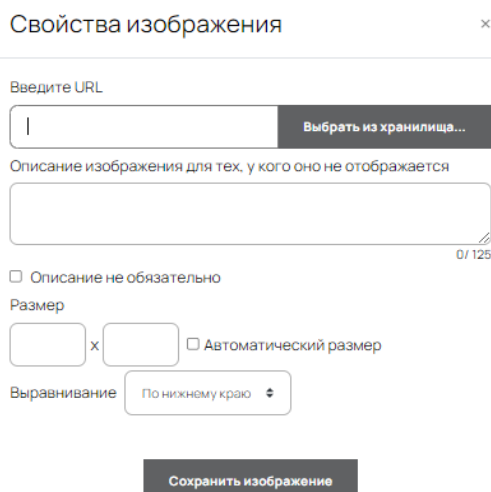 Свойства изображения ×
Введите URL
Выбрать из хранилища...
Описание изображения для тех, у кого оно не отображается
0/ 125
Описание не обязательно
Размер
x Автоматический размер
Выравнивание По нижнему краю
Сохранить изображение